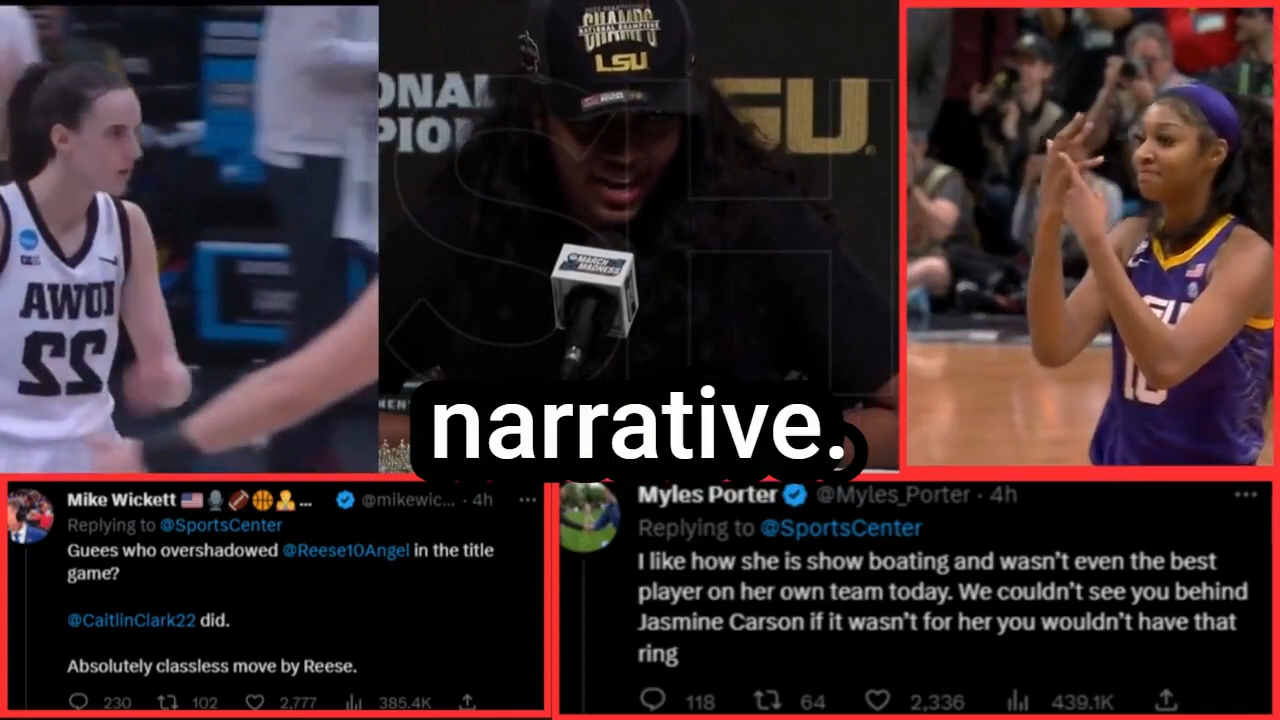 CHAMPS
NATIONAL CHAMPIONS
LSU
ONAL
PION
SU
MARCH
MADNESS
AWOI
22
LSU
10
narrative.
Mike Wickett @mikewic... · 4h
Replying to @SportsCenter
Guees who overshadowed @Reese10Angel in the title
game?
@CaitlinClark22 did.
Absolutely classless move by Reese.
230 102 2,777 385.4K
Myles Porter @Myles_Porter · 4h
Replying to @SportsCenter
I like how she is show boating and wasn't even the best
player on her own team today. We couldn't see you behind
Jasmine Carson if it wasn't for her you wouldn't have that
ring
118 64 2,336 439.1K